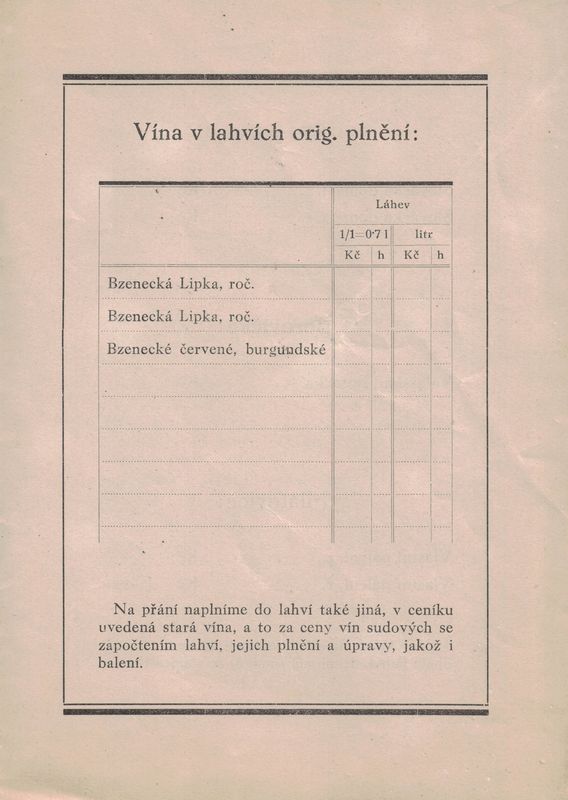 Vína v lahvích orig. plnění:
Láhev
1/1=0·7 l litr
Kč h Kč h
Bzenecká Lipka, roč.
Bzenecká Lipka, roč.
Bzenecké červené, burgundské
Na přání naplníme do lahví také jiná, v ceníku
uvedená stará vína, a to za ceny vín sudových se
započtením lahví, jejich plnění a úpravy, jakož i
balení.